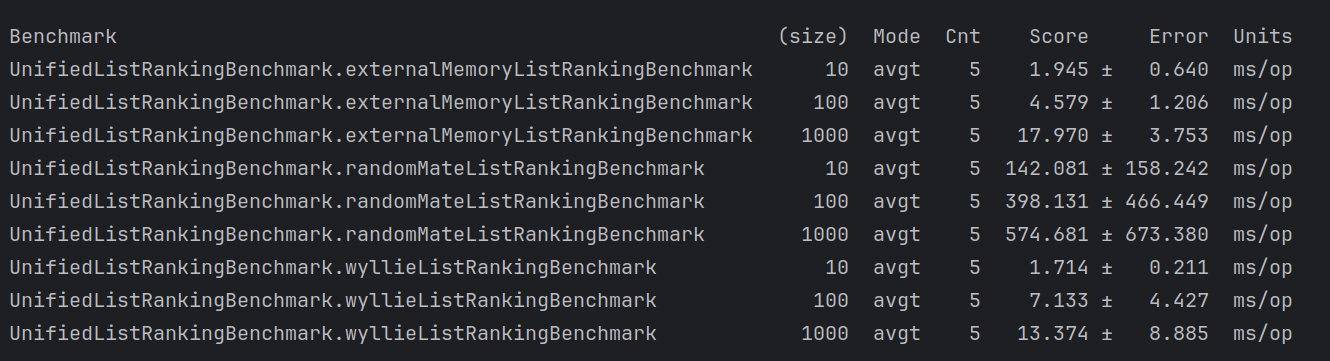 Benchmark (size) Mode Cnt Score Error Units
UnifiedListRankingBenchmark.externalMemoryListRankingBenchmark 10 avgt 5 1.945 ± 0.640 ms/op
UnifiedListRankingBenchmark.externalMemoryListRankingBenchmark 100 avgt 5 4.579 ± 1.206 ms/op
UnifiedListRankingBenchmark.externalMemoryListRankingBenchmark 1000 avgt 5 17.970 ± 3.753 ms/op
UnifiedListRankingBenchmark.randomMateListRankingBenchmark 10 avgt 5 142.081 ± 158.242 ms/op
UnifiedListRankingBenchmark.randomMateListRankingBenchmark 100 avgt 5 398.131 ± 466.449 ms/op
UnifiedListRankingBenchmark.randomMateListRankingBenchmark 1000 avgt 5 574.681 ± 673.380 ms/op
UnifiedListRankingBenchmark.wyllieListRankingBenchmark 10 avgt 5 1.714 ± 0.211 ms/op
UnifiedListRankingBenchmark.wyllieListRankingBenchmark 100 avgt 5 7.133 ± 4.427 ms/op
UnifiedListRankingBenchmark.wyllieListRankingBenchmark 1000 avgt 5 13.374 ± 8.885 ms/op